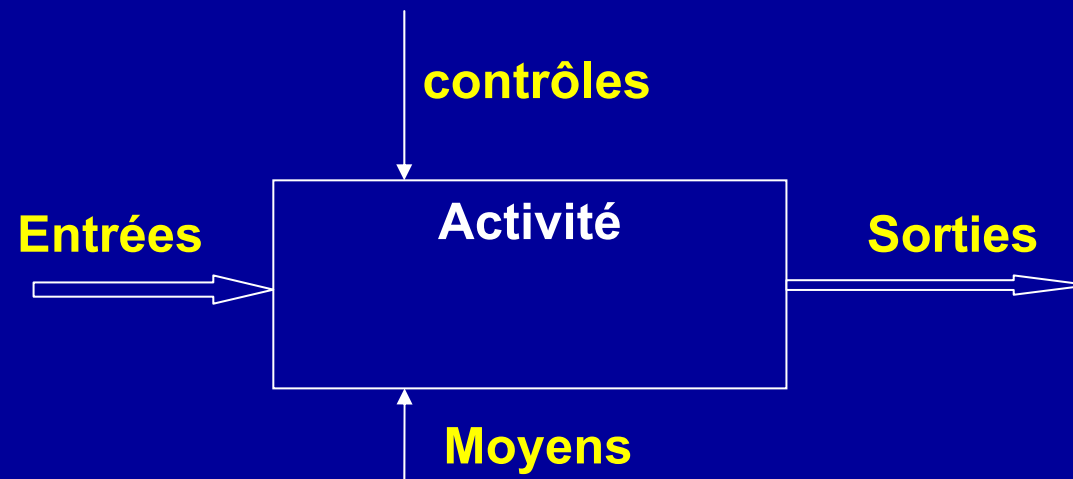 contrôles
Activité
Entrées
Sorties
Moyens